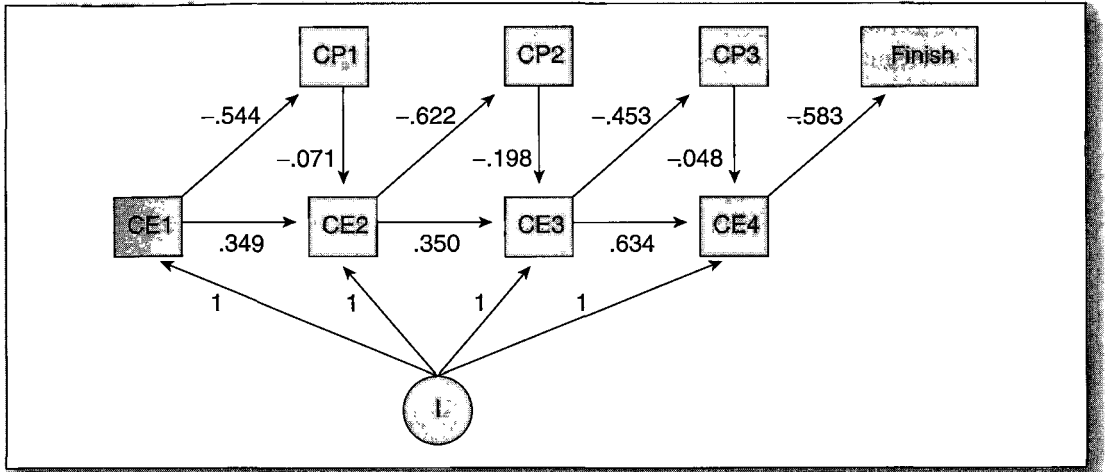 CP1 CP2 CP3 Finish
−.544 −.622 −.453 −.583
−.071 −.198 −.048
CE1 CE2 CE3 CE4
.349 .350 .634
1 1 1 1
I